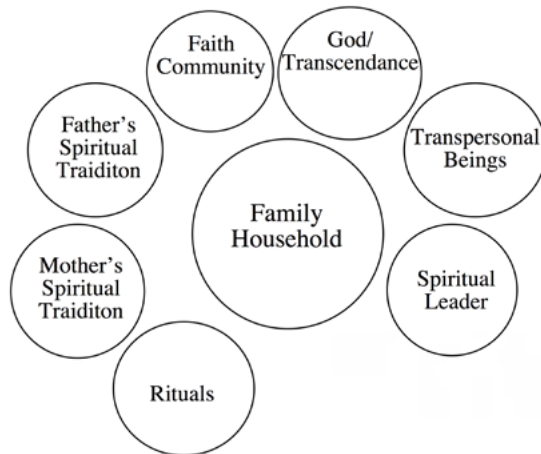 Faith
Community
God/
Transcendance
Father's
Spiritual
Traiditon
Transpersonal
Beings
Family
Household
Mother's
Spiritual
Traiditon
Spiritual
Leader
Rituals